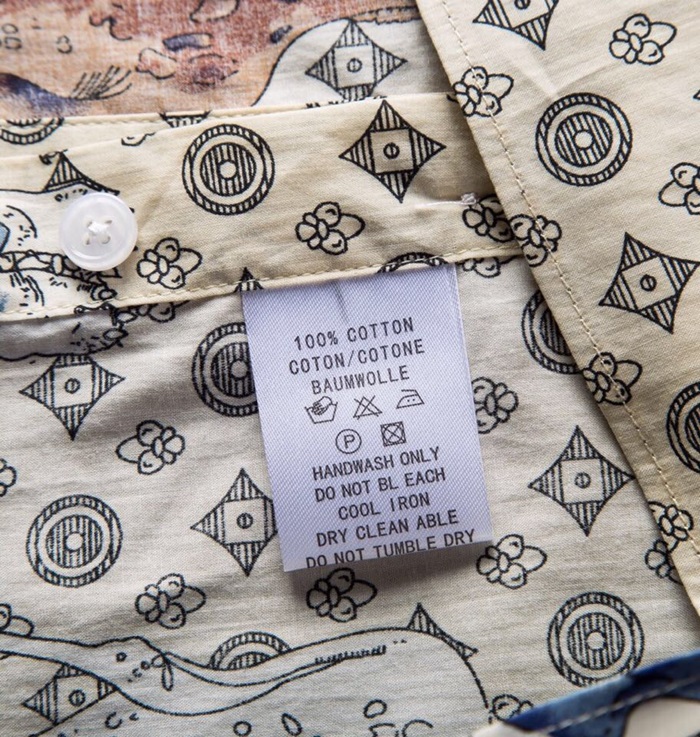 100% COTTON
COTON/COTONE
BAUMWOLLE
P
HANDWASH ONLY
DO NOT BL EACH
COOL IRON
DRY CLEAN ABLE
DO NOT TUMBLE DRY